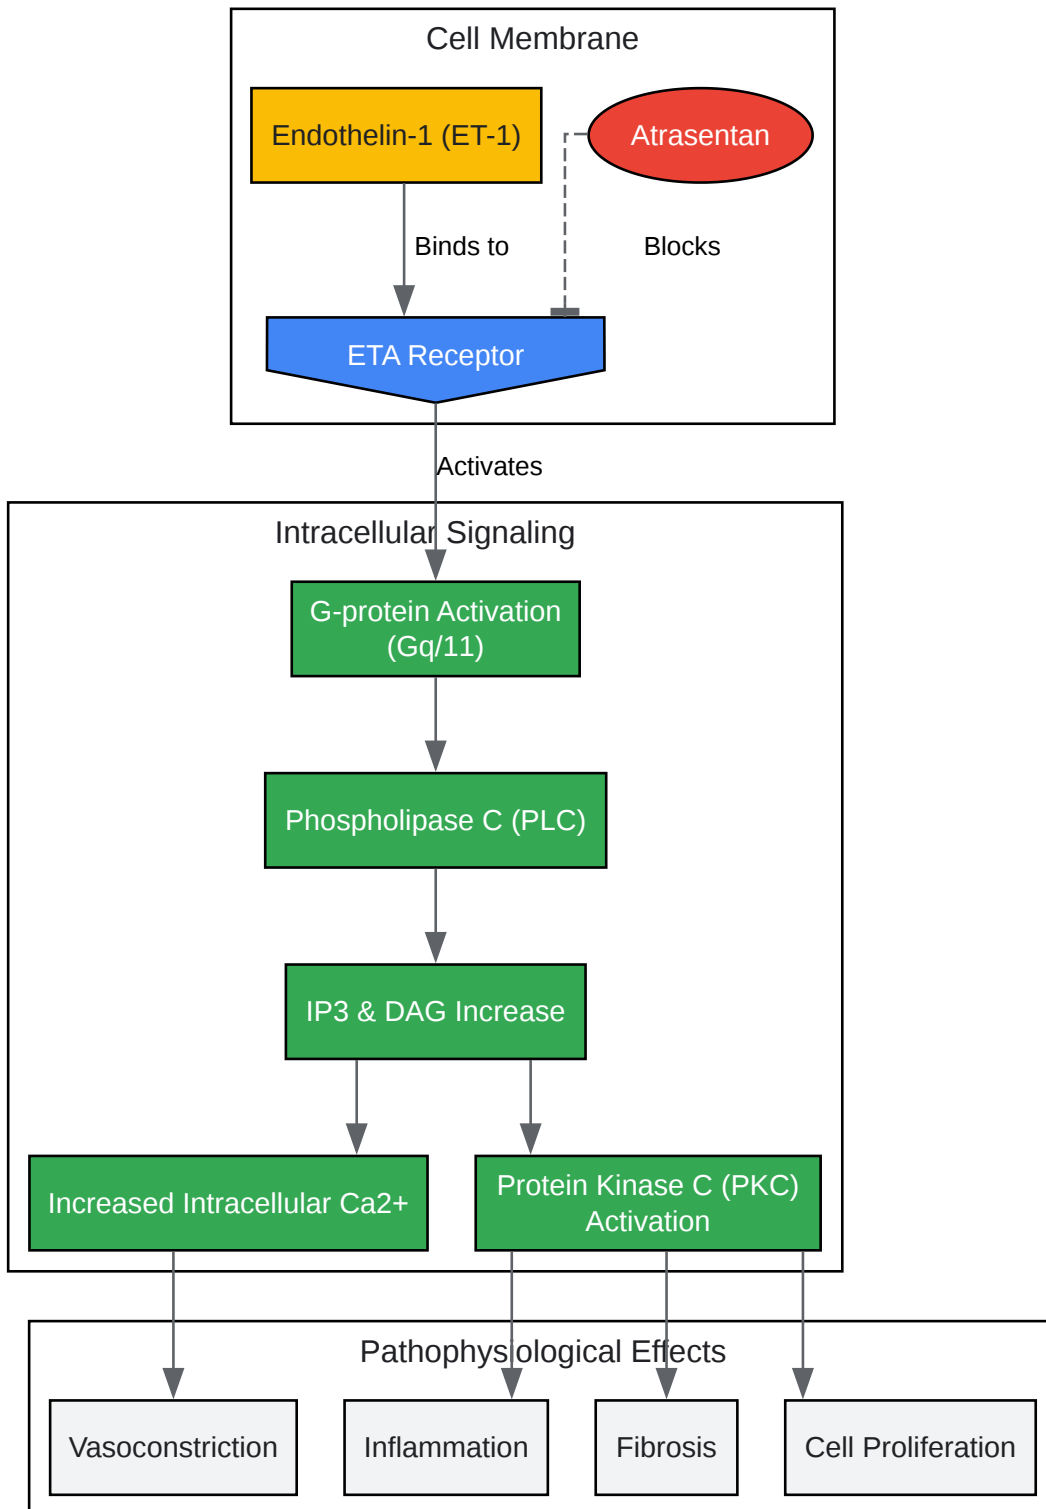 Cell Membrane
Endothelin-1 (ET-1)
Atrasentan
Binds to
Blocks
ETA Receptor
Activates
Intracellular Signaling
G-protein Activation
(Gq/11)
Phospholipase C (PLC)
IP3 & DAG Increase
Increased Intracellular Ca2+
Protein Kinase C (PKC)
Activation
Pathophysiological Effects
Vasoconstriction
Inflammation
Fibrosis
Cell Proliferation